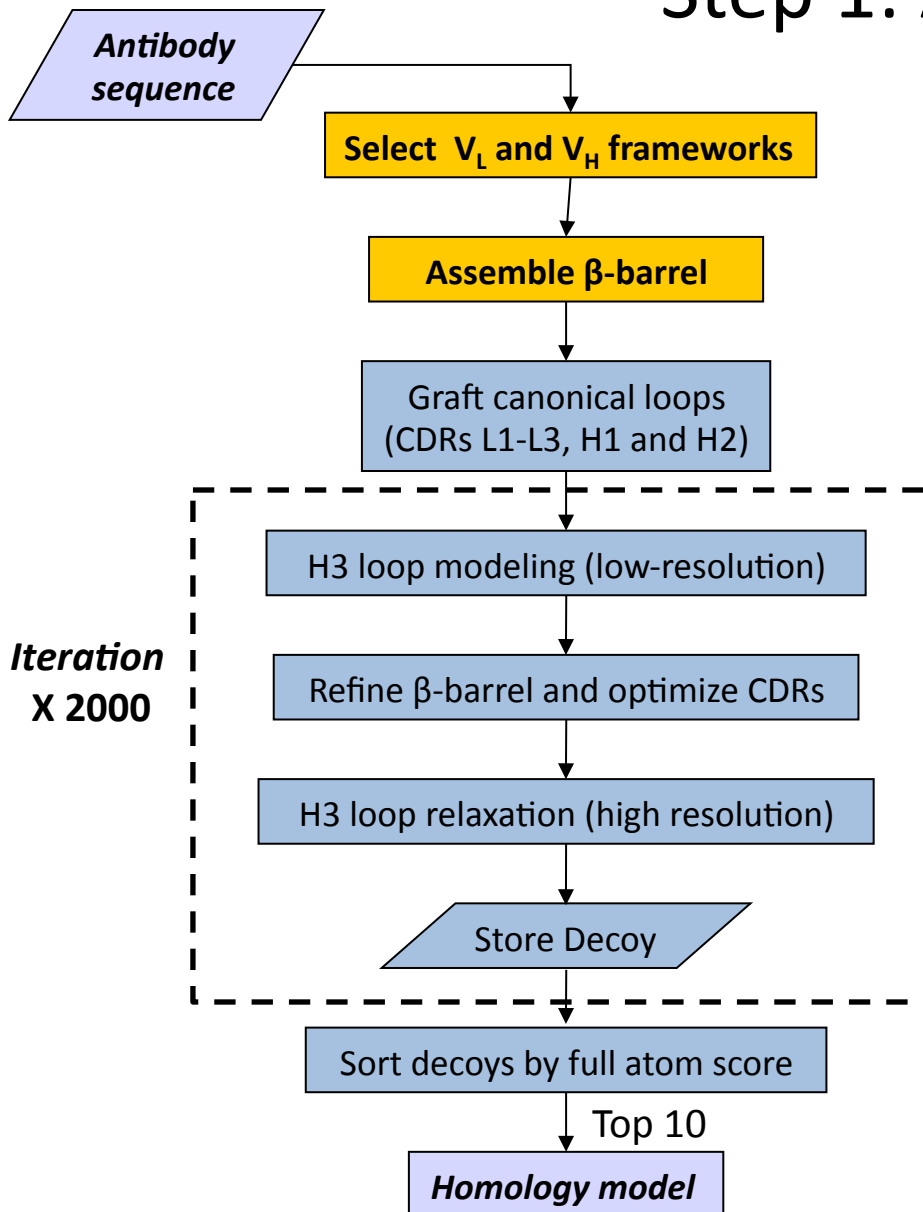 Step 1:
Antibody
sequence
Select V_L and V_H frameworks
Assemble β-barrel
Graft canonical loops
(CDRs L1-L3, H1 and H2)
H3 loop modeling (low-resolution)
Iteration
X 2000
Refine β-barrel and optimize CDRs
H3 loop relaxation (high resolution)
Store Decoy
Sort decoys by full atom score
Top 10
Homology model